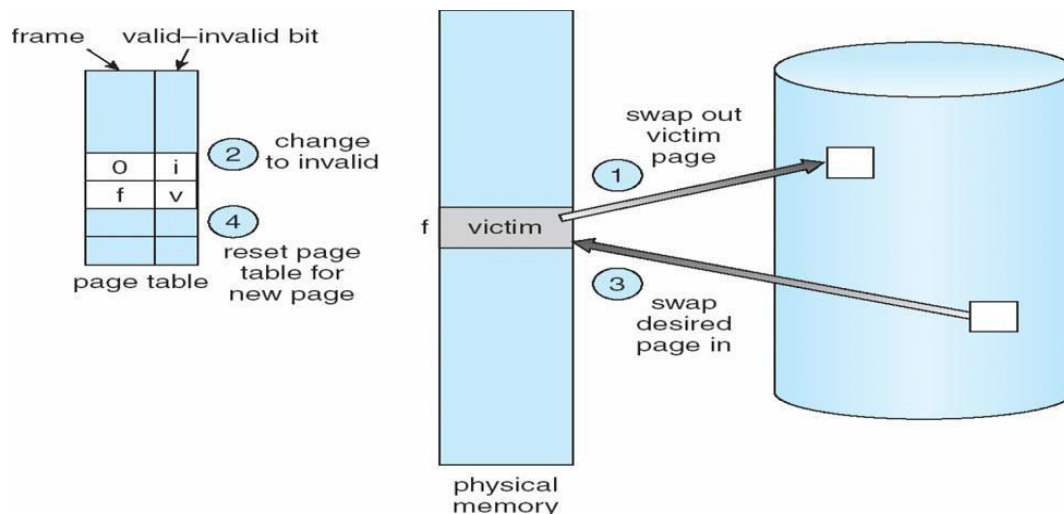 frame
valid–invalid bit
0
i
f
v
2
change
to invalid
4
reset page
table for
new page
page table
f
victim
physical
memory
swap out
victim
page
1
3
swap
desired
page in